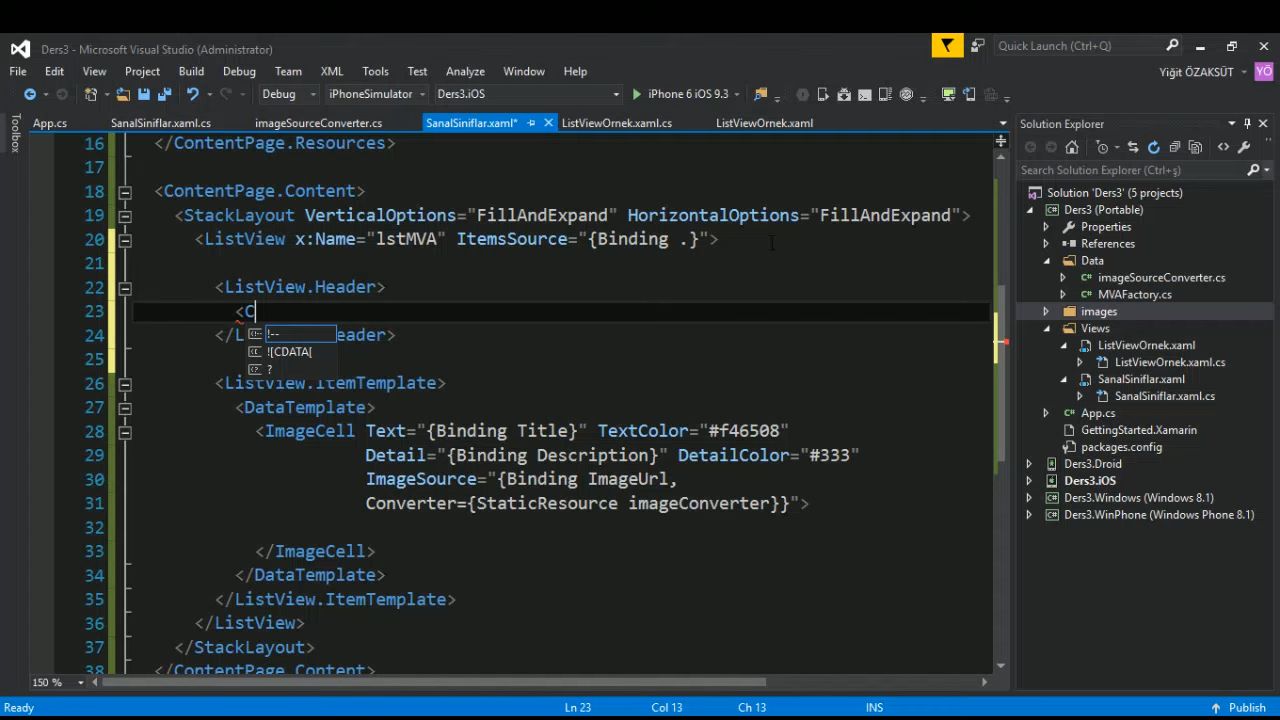 Ders3 - Microsoft Visual Studio (Administrator)
Quick Launch (Ctrl+Q)
File Edit View Project Build Debug Team XML Tools Test Analyze Window Help
Yiğit ÖZAKSÜT YÖ
Debug iPhoneSimulator Ders3.iOS iPhone 6 iOS 9.3
Toolbox
App.cs SanalSiniflar.xaml.cs imageSourceConverter.cs SanalSiniflar.xaml* ListViewOrnek.xaml.cs ListViewOrnek.xaml
16 </ContentPage.Resources>
17
18 <ContentPage.Content>
19 <StackLayout VerticalOptions="FillAndExpand" HorizontalOptions="FillAndExpand">
20 <ListView x:Name="lstMVA" ItemsSource="{Binding .}">
21
22 <ListView.Header>
23 <C
!--
24 </L eader>
![CDATA[
25
?
26 <ListView.ItemTemplate>
27 <DataTemplate>
28 <ImageCell Text="{Binding Title}" TextColor="#f46508"
29 Detail="{Binding Description}" DetailColor="#333"
30 ImageSource="{Binding ImageUrl,
31 Converter={StaticResource imageConverter}}">
32
33 </ImageCell>
34 </DataTemplate>
35 </ListView.ItemTemplate>
36 </ListView>
37 </StackLayout>
38 </ContentPage.Content>
150 %
Solution Explorer
Search Solution Explorer (Ctrl+ş)
Solution 'Ders3' (5 projects)
Ders3 (Portable)
Properties
References
Data
imageSourceConverter.cs
MVAFactory.cs
images
Views
ListViewOrnek.xaml
ListViewOrnek.xaml.cs
SanalSiniflar.xaml
SanalSiniflar.xaml.cs
App.cs
GettingStarted.Xamarin
packages.config
Ders3.Droid
Ders3.iOS
Ders3.Windows (Windows 8.1)
Ders3.WinPhone (Windows Phone 8.1)
Ready Ln 23 Col 13 Ch 13 INS Publish